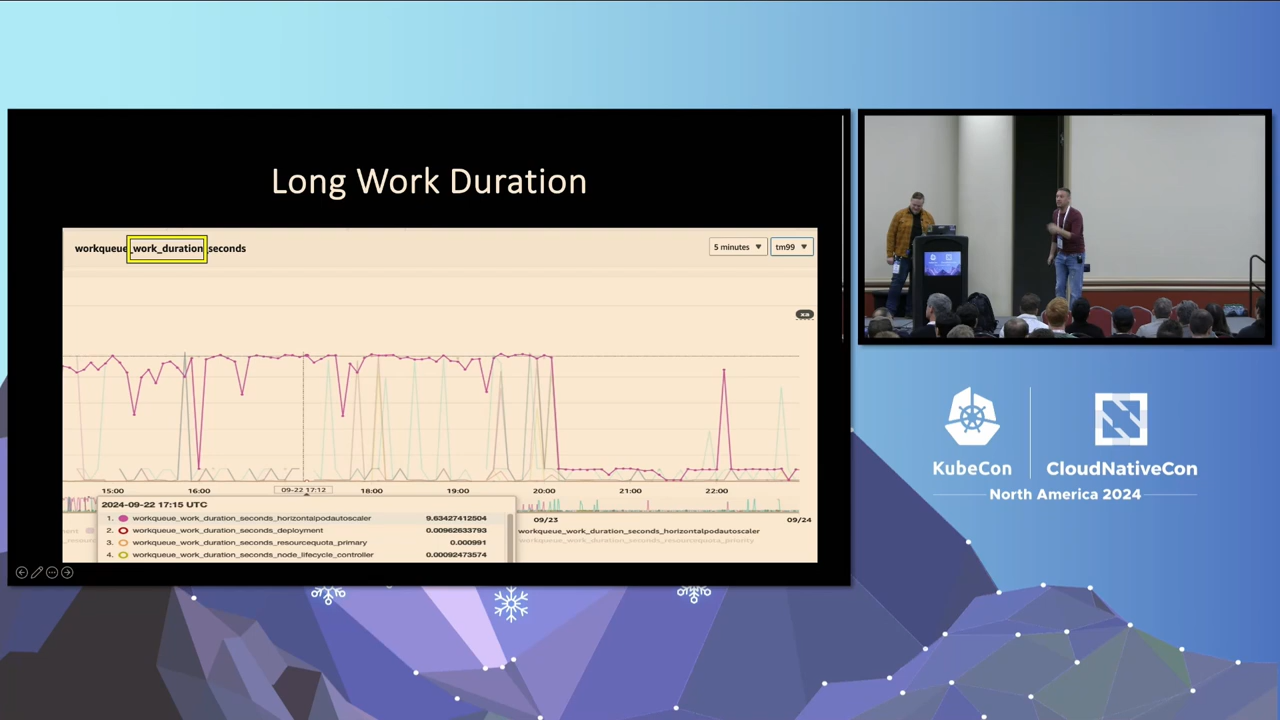 Long Work Duration
workqueue_work_duration_seconds
5 minutes
tm99
15:00
16:00
09-22 17:12
18:00
19:00
20:00
21:00
22:00
2024-09-22 17:15 UTC
1. workqueue_work_duration_seconds_horizontalpodautoscaler 9.63427412504
2. workqueue_work_duration_seconds_deployment 0.00962633793
3. workqueue_work_duration_seconds_resourcequota_primary 0.000991
4. workqueue_work_duration_seconds_node_lifecycle_controller 0.00092473574
09/23
09/24
workqueue_work_duration_seconds_horizontalpodautoscaler
workqueue_work_duration_seconds_resourcequota_priority
KubeCon
CloudNativeCon
North America 2024